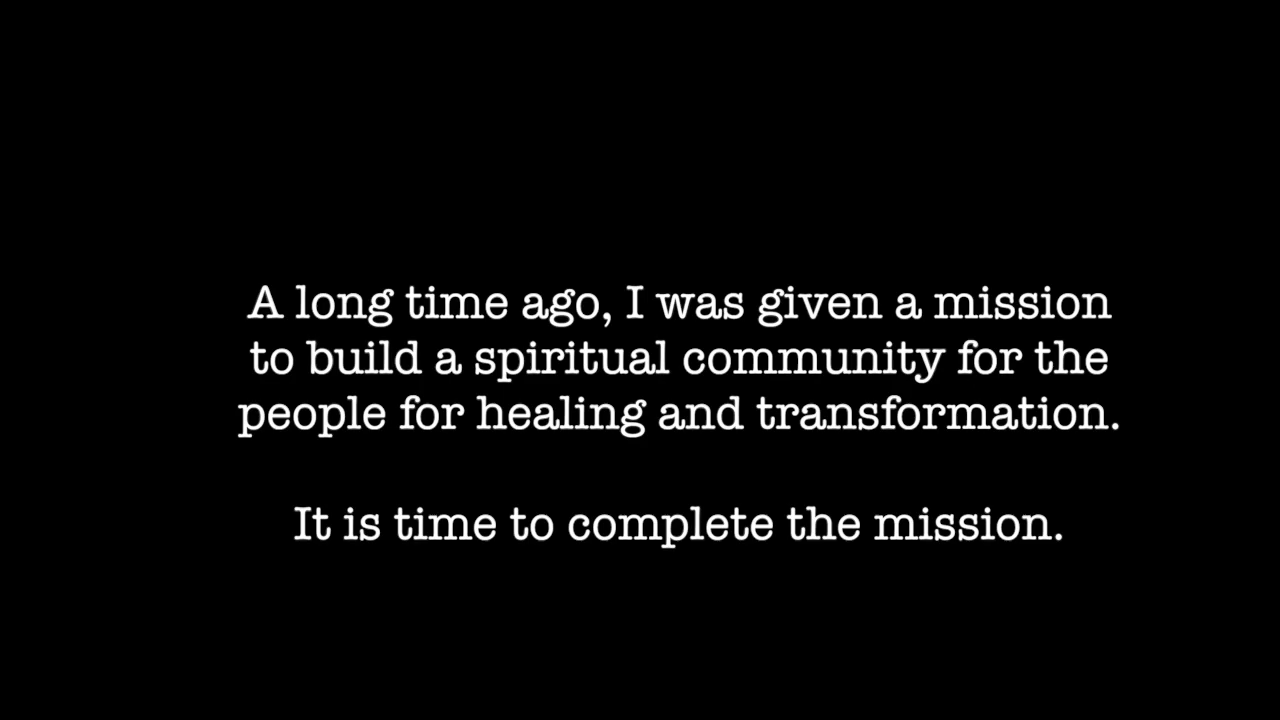 A long time ago, I was given a mission
to build a spiritual community for the
people for healing and transformation.
It is time to complete the mission.